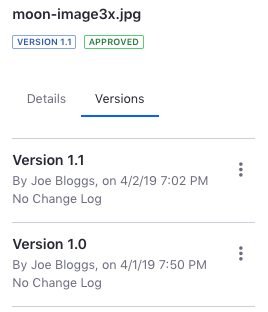 moon-image3x.jpg
VERSION 1.1 APPROVED
Details Versions
Version 1.1
By Joe Bloggs, on 4/2/19 7:02 PM
No Change Log
Version 1.0
By Joe Bloggs, on 4/1/19 7:50 PM
No Change Log